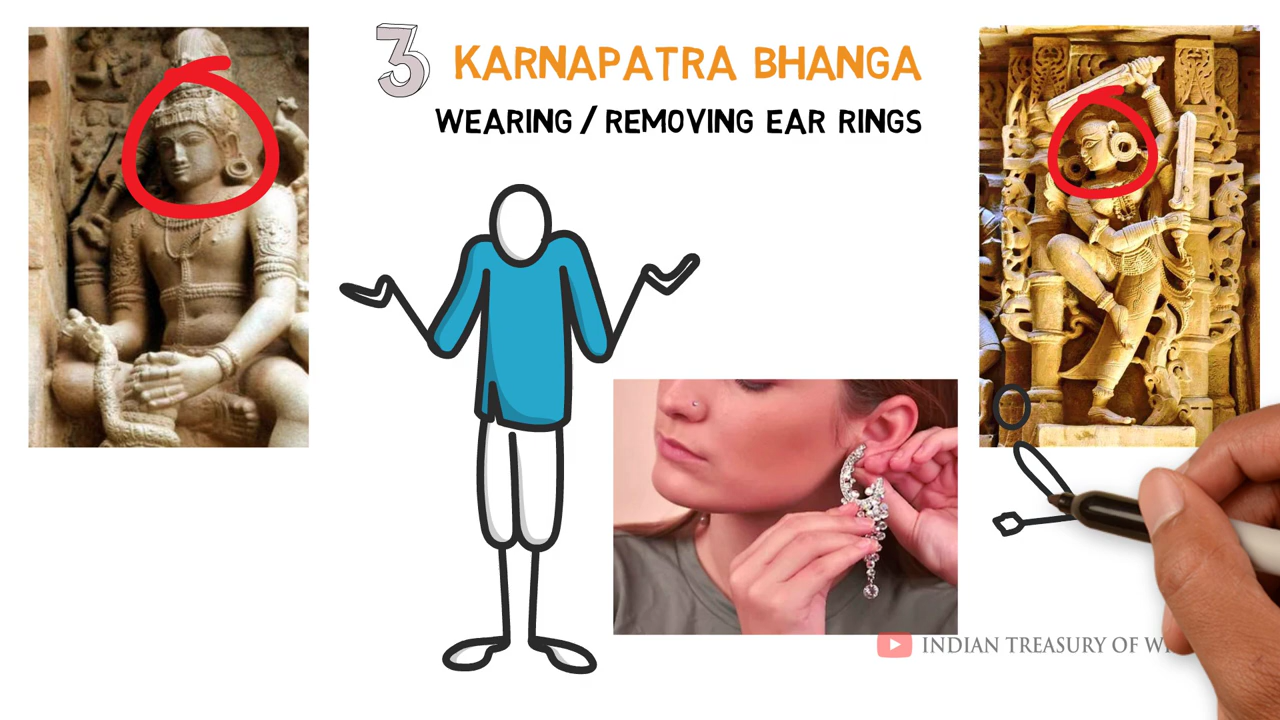 3 KARNAPATRA BHANGA
WEARING / REMOVING EAR RINGS
INDIAN TREASURY OF